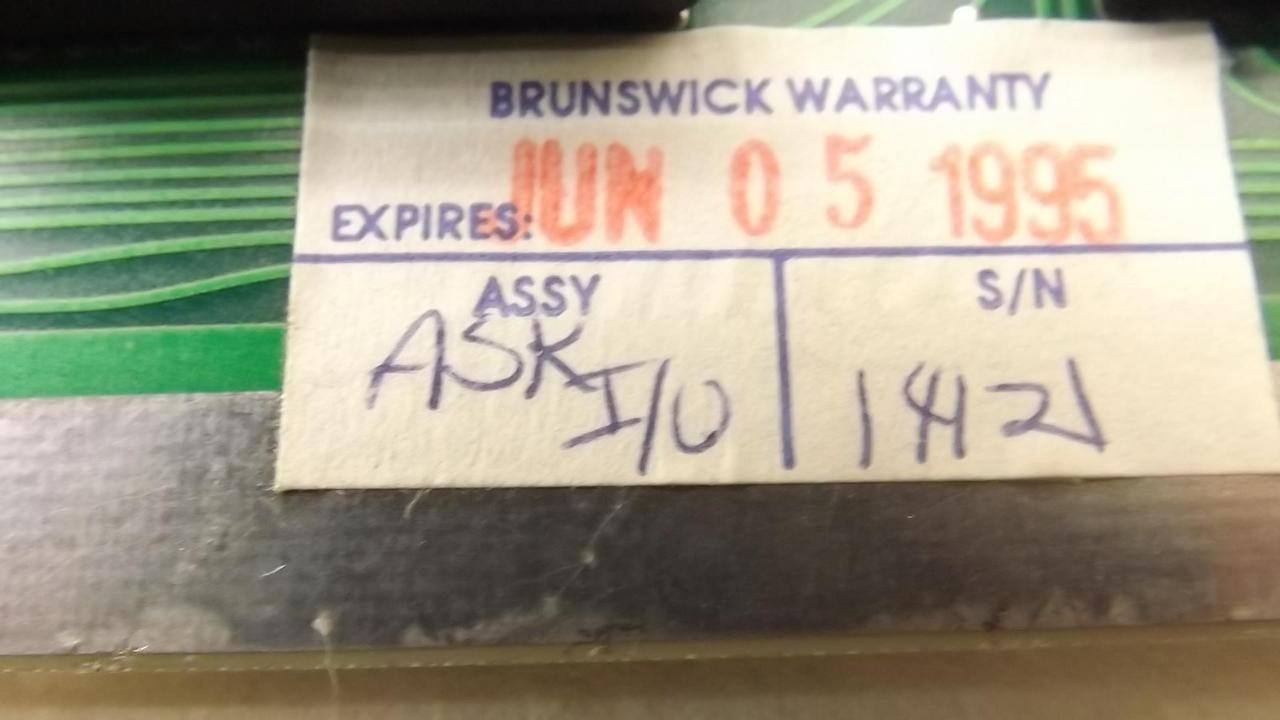 BRUNSWICK WARRANTY
EXPIRES: JUN 05 1995
ASSY
S/N
ASK I/O
1421